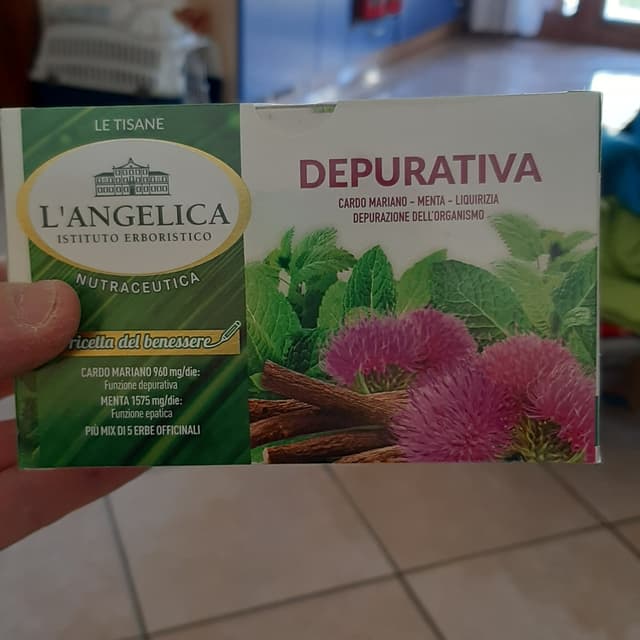 LE TISANE
L'ANGELICA
ISTITUTO ERBORISTICO
NUTRACEUTICA
ricetta del benessere
CARDO MARIANO 960 mg/die:
Funzione depurativa
MENTA 1575 mg/die:
Funzione epatica
PIÙ MIX DI 5 ERBE OFFICINALI
DEPURATIVA
CARDO MARIANO - MENTA - LIQUIRIZIA
DEPURAZIONE DELL'ORGANISMO